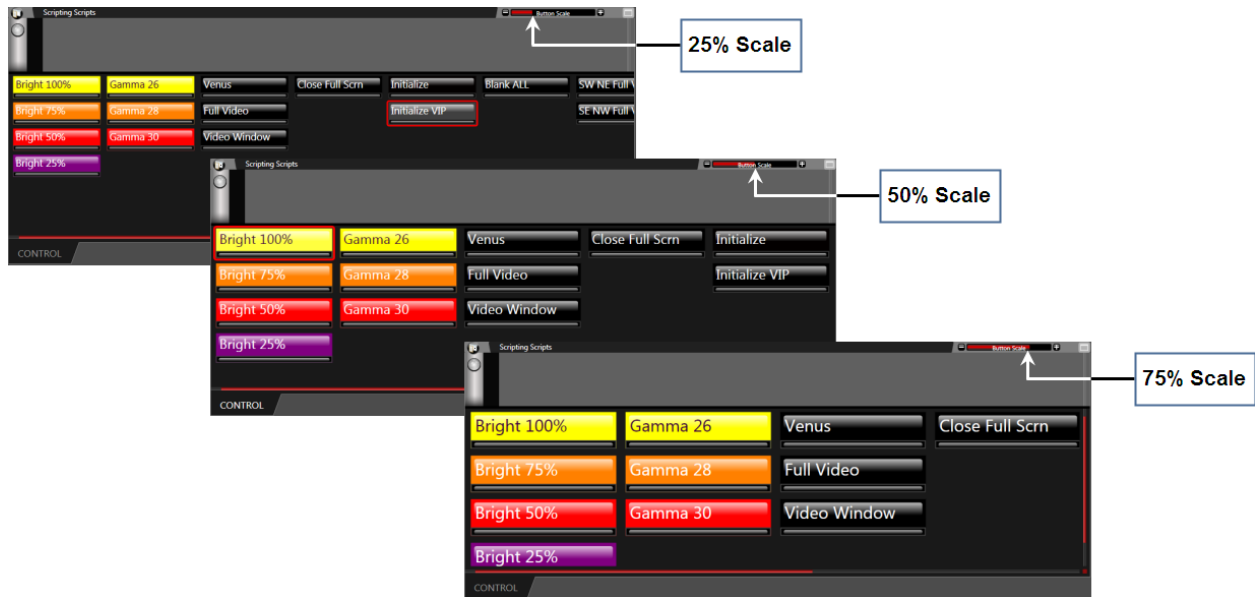 Scripting Scripts
Button Scale
25% Scale
Bright 100% Gamma 26 Venus Close Full Scrn Initialize Blank ALL SW NE Full V
Bright 75% Gamma 28 Full Video Initialize VIP SE NW Full V
Bright 50% Gamma 30 Video Window
Bright 25%
CONTROL
Scripting Scripts
Button Scale
50% Scale
Bright 100% Gamma 26 Venus Close Full Scrn Initialize
Bright 75% Gamma 28 Full Video Initialize VIP
Bright 50% Gamma 30 Video Window
Bright 25%
CONTROL
Scripting Scripts
Button Scale
75% Scale
Bright 100% Gamma 26 Venus Close Full Scrn
Bright 75% Gamma 28 Full Video
Bright 50% Gamma 30 Video Window
Bright 25%
CONTROL